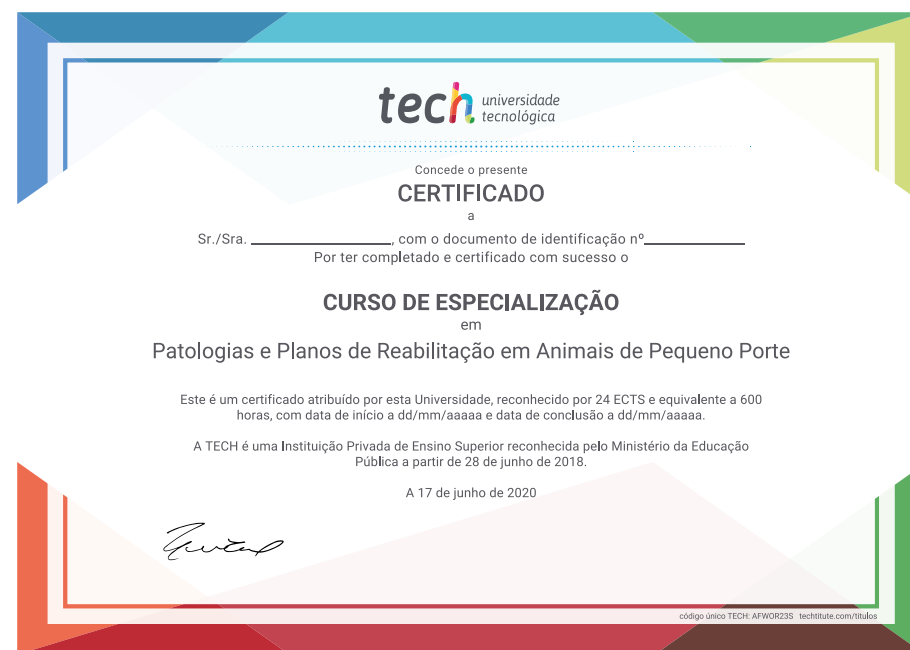 tech universidade
tecnológica
Concede o presente
CERTIFICADO
a
Sr./Sra. ________________, com o documento de identificação nº____________
Por ter completado e certificado com sucesso o
CURSO DE ESPECIALIZAÇÃO
em
Patologias e Planos de Reabilitação em Animais de Pequeno Porte
Este é um certificado atribuído por esta Universidade, reconhecido por 24 ECTS e equivalente a 600
horas, com data de início a dd/mm/aaaaa e data de conclusão a dd/mm/aaaaa.
A TECH é uma Instituição Privada de Ensino Superior reconhecida pelo Ministério da Educação
Pública a partir de 28 de junho de 2018.
A 17 de junho de 2020
código único TECH: AFWOR23S techtitute.com/titulos